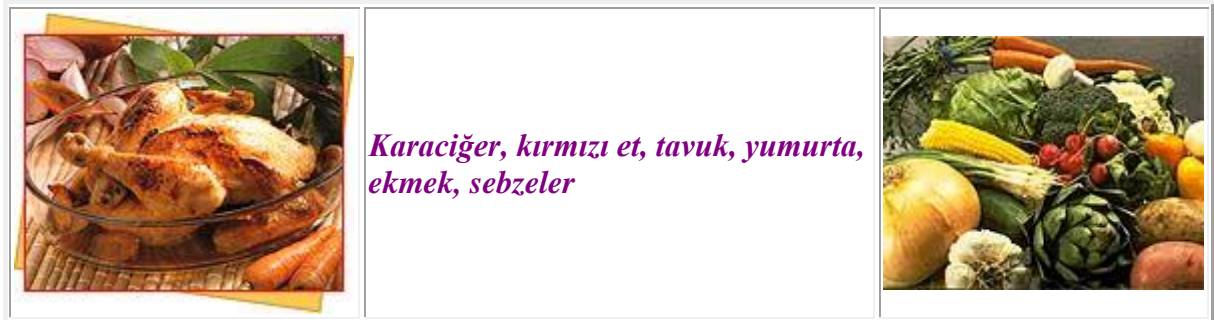 Karaciğer, kırmızı et, tavuk, yumurta,
ekmek, sebzeler